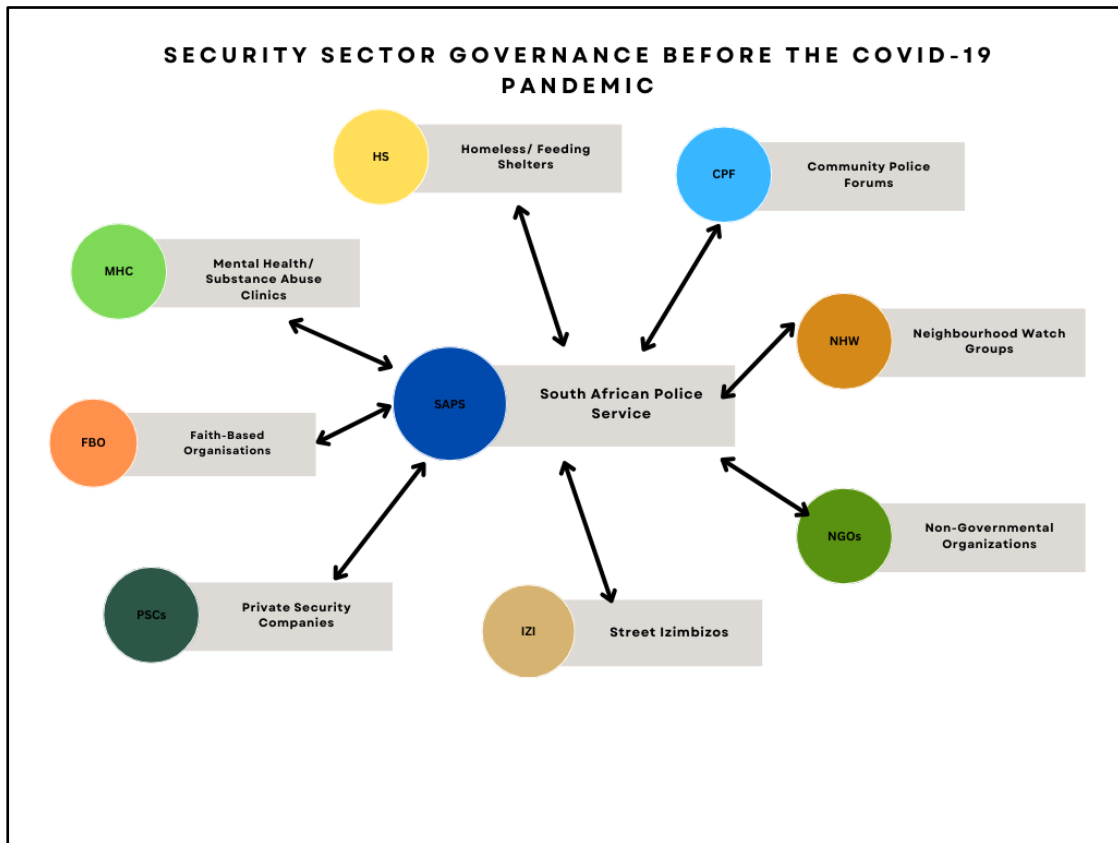 SECURITY SECTOR GOVERNANCE BEFORE THE COVID-19
PANDEMIC
HS
Homeless/ Feeding
Shelters
CPF
Community Police
Forums
MHC
Mental Health/
Substance Abuse
Clinics
NHW
Neighbourhood Watch
Groups
SAPS
South African Police
Service
FBO
Faith-Based
Organisations
NGOs
Non-Governmental
Organizations
PSCs
Private Security
Companies
IZI
Street Izimbizos